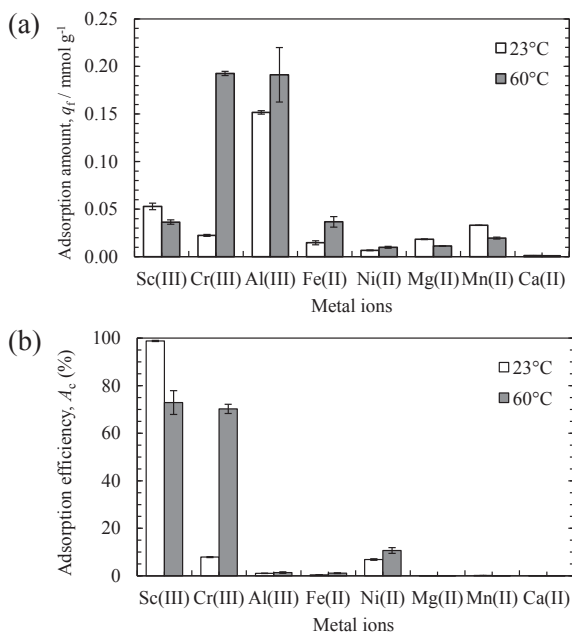 (a)
Adsorption amount, q_f / mmol g⁻¹
0.25
0.20
0.15
0.10
0.05
0.00
23°C
60°C
Sc(III) Cr(III) Al(III) Fe(II) Ni(II) Mg(II) Mn(II) Ca(II)
Metal ions
(b)
Adsorption efficiency, A_c (%)
100
80
60
40
20
0
23°C
60°C
Sc(III) Cr(III) Al(III) Fe(II) Ni(II) Mg(II) Mn(II) Ca(II)
Metal ions